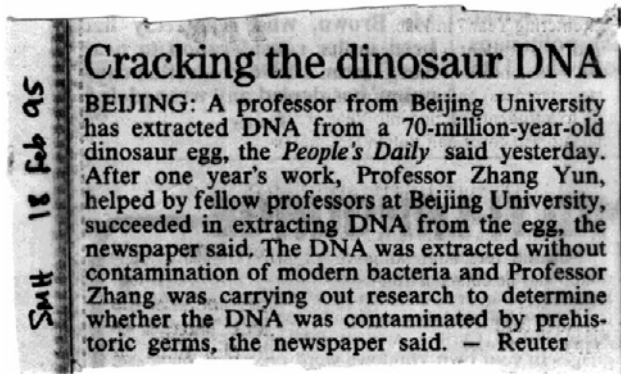 Cracking the dinosaur DNA
BEIJING: A professor from Beijing University
has extracted DNA from a 70-million-year-old
dinosaur egg, the People's Daily said yesterday.
After one year's work, Professor Zhang Yun,
helped by fellow professors at Beijing University,
succeeded in extracting DNA from the egg, the
newspaper said. The DNA was extracted without
contamination of modern bacteria and Professor
Zhang was carrying out research to determine
whether the DNA was contaminated by prehis-
toric germs, the newspaper said. — Reuter
SMH 18 Feb 95